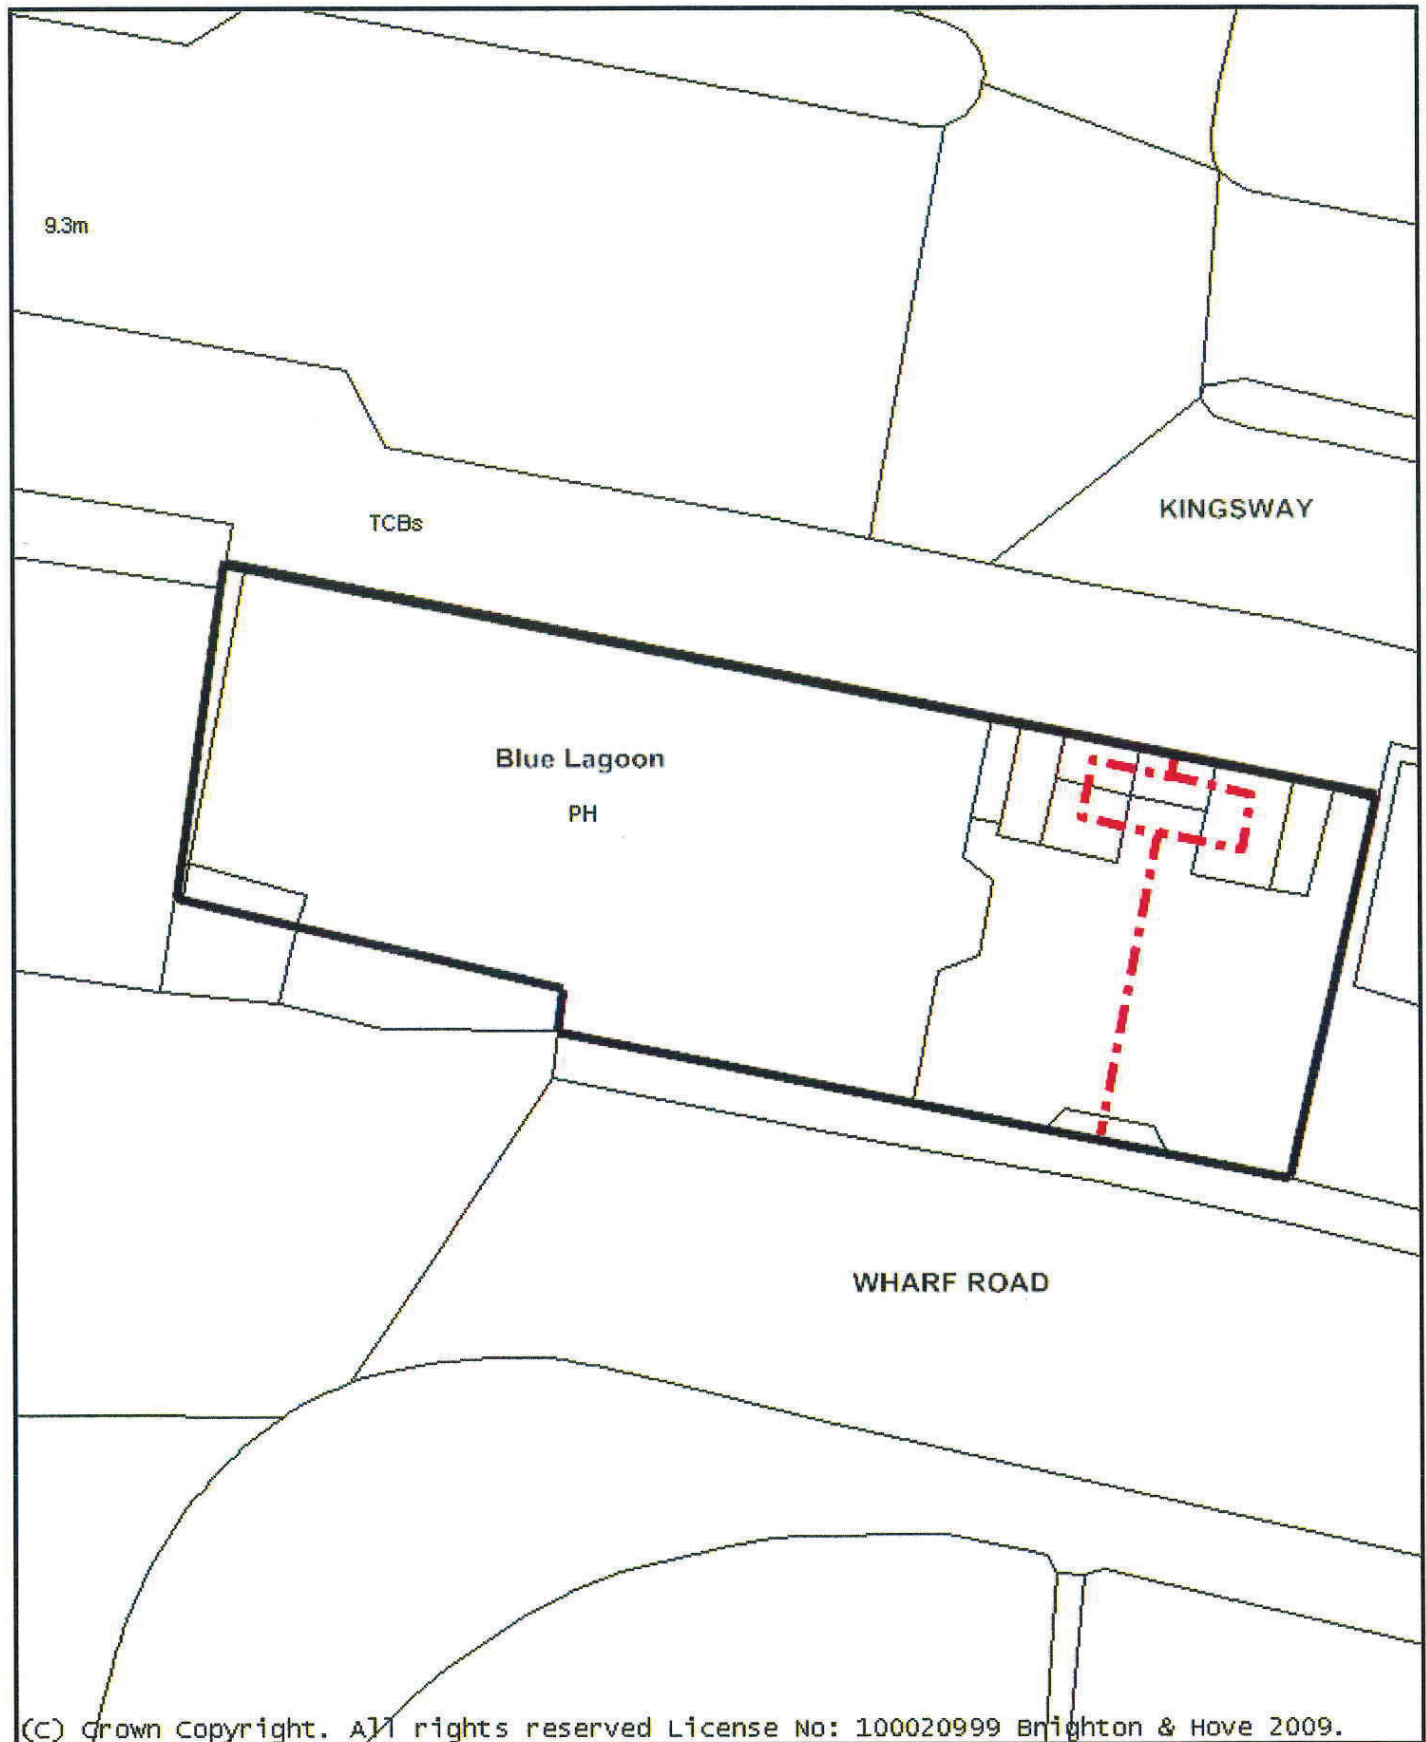 9.3m
KINGSWAY
TCBs
Blue Lagoon
PH
WHARF ROAD
(C) Crown Copyright. All rights reserved License No: 100020999 Brighton & Hove 2009.